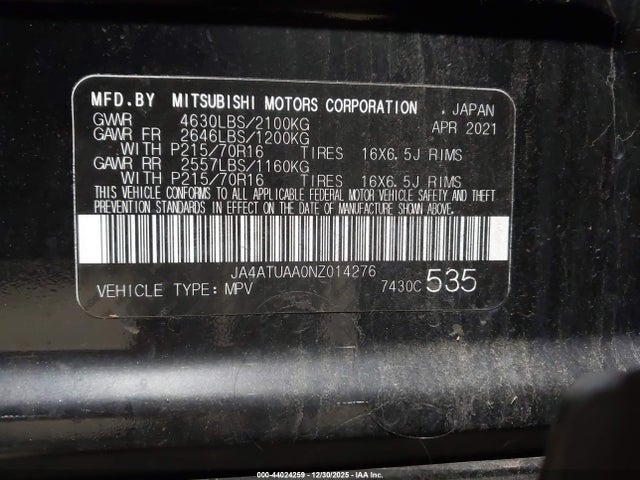 MFD.BY MITSUBISHI MOTORS CORPORATION . JAPAN
GWWR 4630LBS/2100KG APR 2021
GAWR FR 2646LBS/1200KG
WITH P215/70R16 TIRES 16X6.5J RIMS
GAWR RR 2557LBS/1160KG
WITH P215/70R16 TIRES 16X6.5J RIMS
THIS VEHICLE CONFORMS TO ALL APPLICABLE FEDERAL MOTOR VEHICLE SAFETY AND THEFT
PREVENTION STANDARDS IN EFFECT ON THE DATE OF MANUFACTURE SHOWN ABOVE.
JA4ATUAA0NZ014276
VEHICLE TYPE: MPV 7430C 535
000-44024259 - 12/30/2025 - IAA Inc.